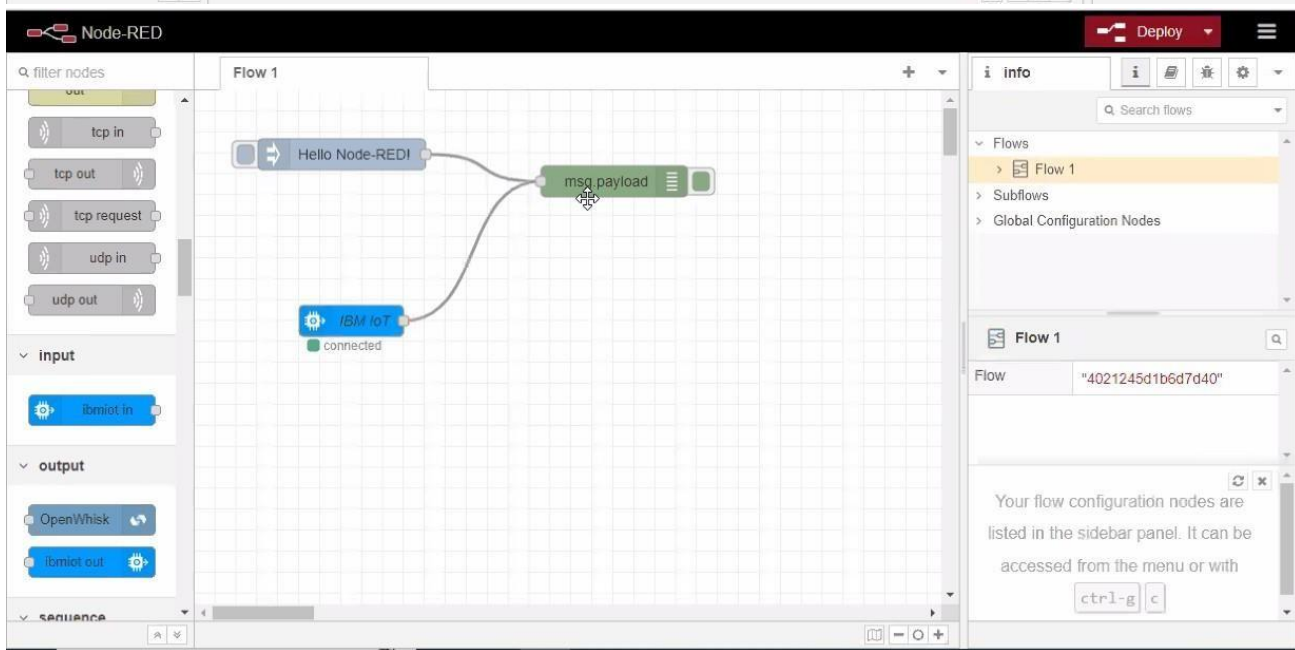 Node-RED
Deploy
filter nodes
Flow 1
i info
i
Search flows
out
tcp in
tcp out
tcp request
udp in
udp out
input
ibmiot in
output
OpenWhisk
ibmiot out
sequence
Hello Node-RED!
msg.payload
IBM IoT
connected
Flows
Flow 1
Subflows
Global Configuration Nodes
Flow 1
Flow "4021245d1b6d7d40"
Your flow configuration nodes are
listed in the sidebar panel. It can be
accessed from the menu or with
ctrl-g c